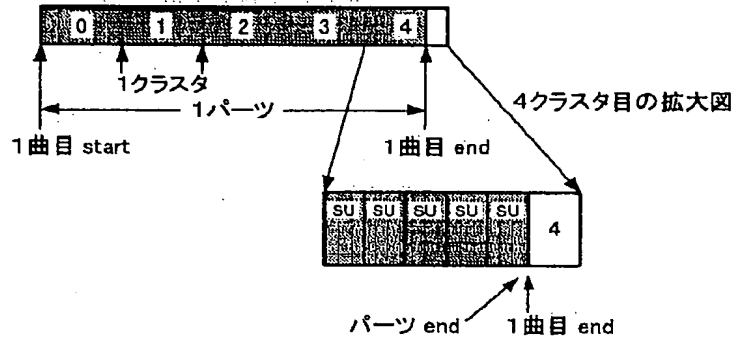 0 1 2 3 4
1クラスタ
1パーツ
4クラスタ目の拡大図
1曲目 start
1曲目 end
SU SU SU SU SU 4
パーツ end
1曲目 end